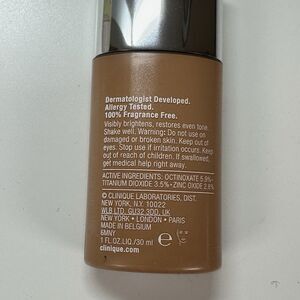 Dermatologist Developed.
Allergy Tested.
100% Fragrance Free.
Visibly brightens, restores even tone.
Shake well. Warning: Do not use on
damaged or broken skin. Keep out of
eyes. Stop use if irritation occurs. Keep
out of reach of children. If swallowed,
get medical help right away.
ACTIVE INGREDIENTS: OCTINOXATE 5.9% •
TITANIUM DIOXIDE 3.5% • ZINC OXIDE 2.8%
© CLINIQUE LABORATORIES, DIST.
NEW YORK, N.Y. 10022
WLB LTD. GU32 3DD, UK
NEW YORK • LONDON • PARIS
MADE IN BELGIUM
6MNY
1 FL.OZ.LIQ./30 ml e
clinique.com